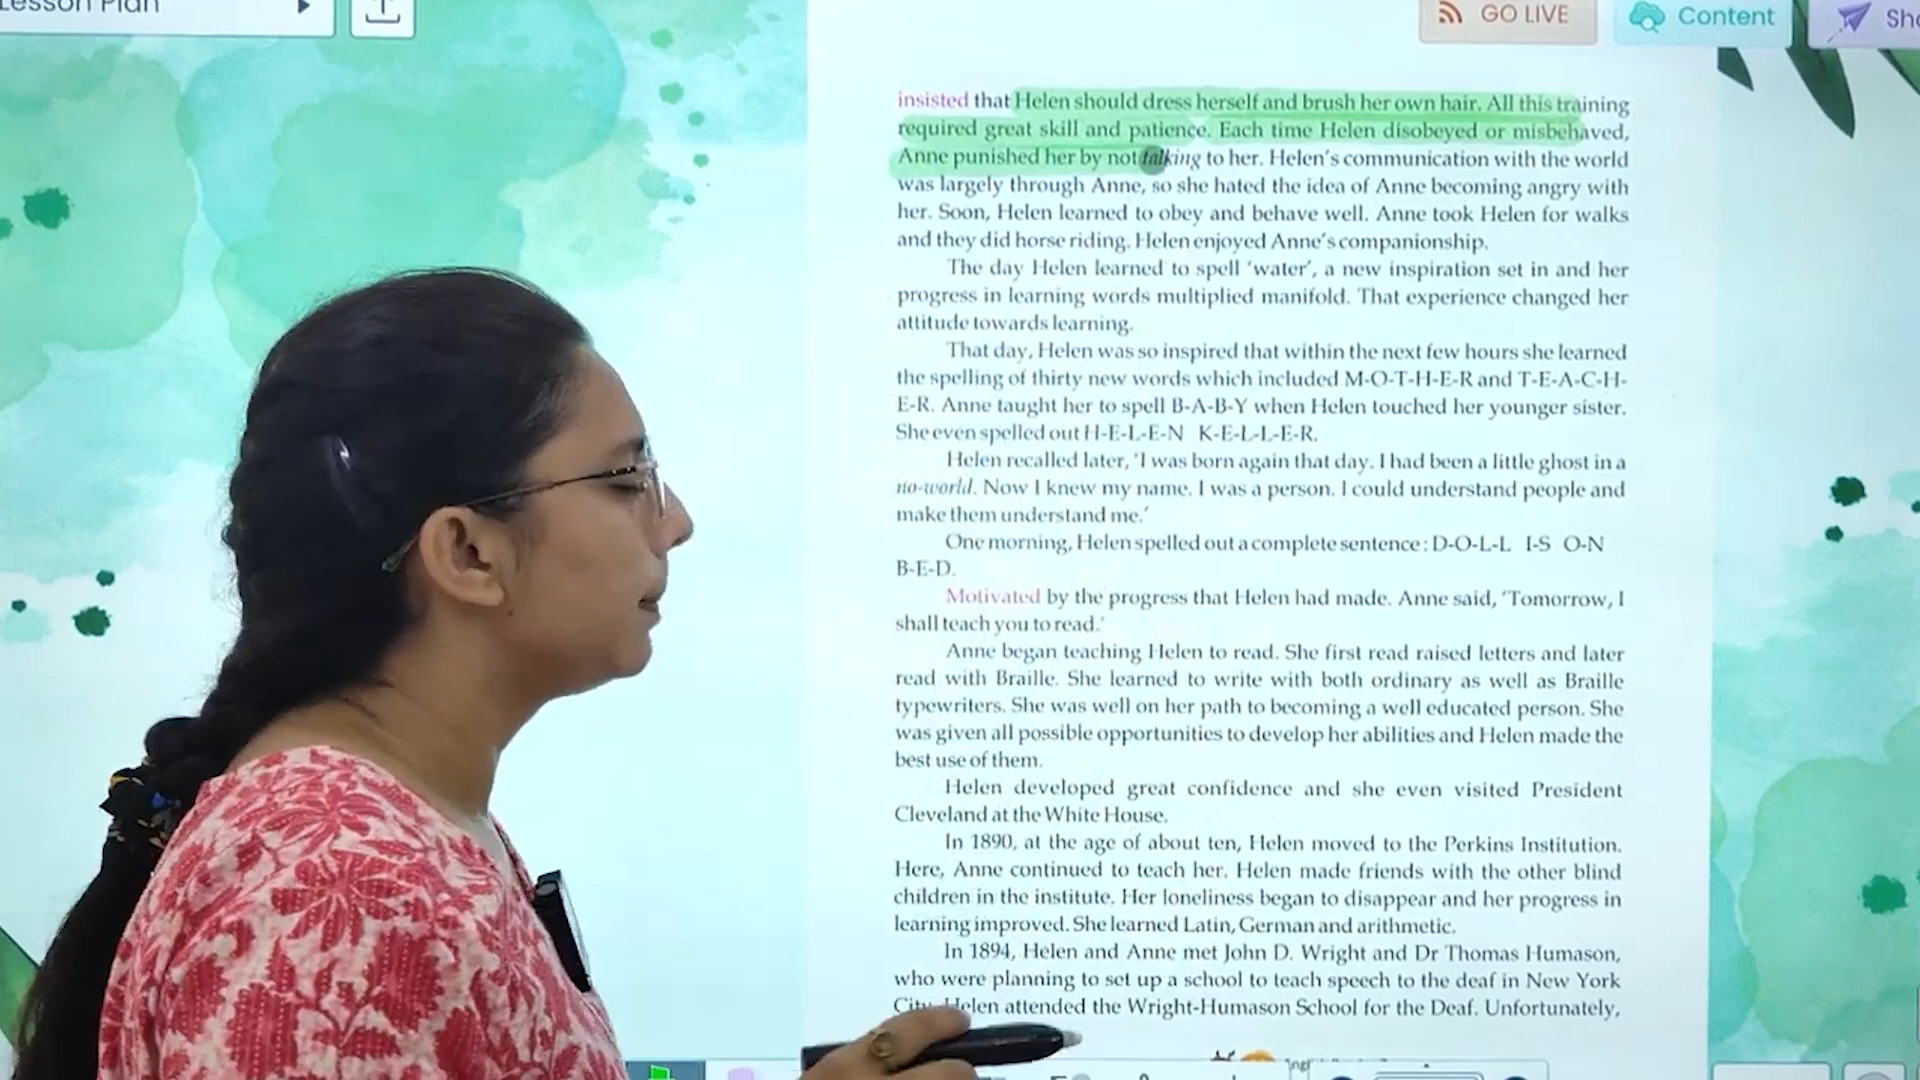 Lesson Plan
GO LIVE
Content
insisted that Helen should dress herself and brush her own hair. All this training
required great skill and patience. Each time Helen disobeyed or misbehaved,
Anne punished her by not talking to her. Helen's communication with the world
was largely through Anne, so she hated the idea of Anne becoming angry with
her. Soon, Helen learned to obey and behave well. Anne took Helen for walks
and they did horse riding. Helen enjoyed Anne's companionship.
The day Helen learned to spell 'water', a new inspiration set in and her
progress in learning words multiplied manifold. That experience changed her
attitude towards learning.
That day, Helen was so inspired that within the next few hours she learned
the spelling of thirty new words which included M-O-T-H-E-R and T-E-A-C-H-
E-R. Anne taught her to spell B-A-B-Y when Helen touched her younger sister.
She even spelled out H-E-L-E-N K-E-L-L-E-R.
Helen recalled later, 'I was born again that day. I had been a little ghost in a
no-world. Now I knew my name. I was a person. I could understand people and
make them understand me.'
One morning, Helen spelled out a complete sentence : D-O-L-L I-S O-N
B-E-D.
Motivated by the progress that Helen had made. Anne said, 'Tomorrow, I
shall teach you to read.'
Anne began teaching Helen to read. She first read raised letters and later
read with Braille. She learned to write with both ordinary as well as Braille
typewriters. She was well on her path to becoming a well educated person. She
was given all possible opportunities to develop her abilities and Helen made the
best use of them.
Helen developed great confidence and she even visited President
Cleveland at the White House.
In 1890, at the age of about ten, Helen moved to the Perkins Institution.
Here, Anne continued to teach her. Helen made friends with the other blind
children in the institute. Her loneliness began to disappear and her progress in
learning improved. She learned Latin, German and arithmetic.
In 1894, Helen and Anne met John D. Wright and Dr Thomas Humason,
who were planning to set up a school to teach speech to the deaf in New York
City. Helen attended the Wright-Humason School for the Deaf. Unfortunately,